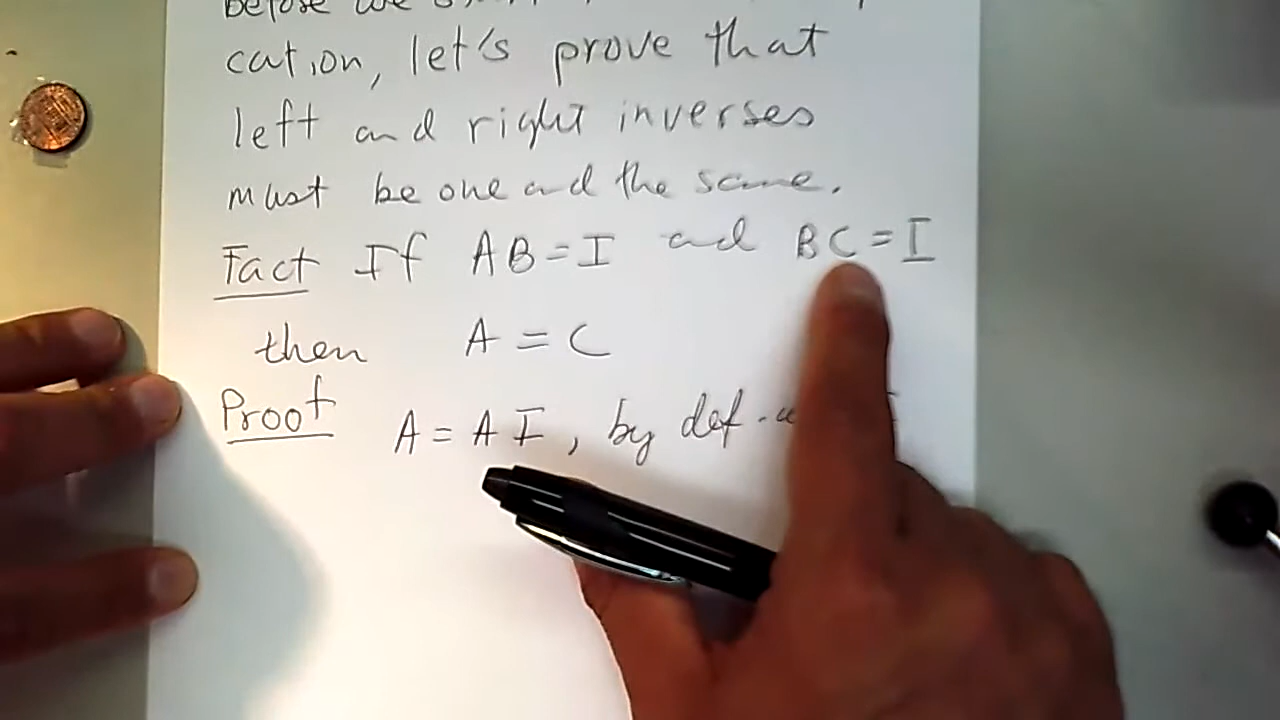 cation, let's prove that
left and right inverses
must be one and the same.
Fact If AB=I and BC=I
then A = C
Proof A = A I, by def